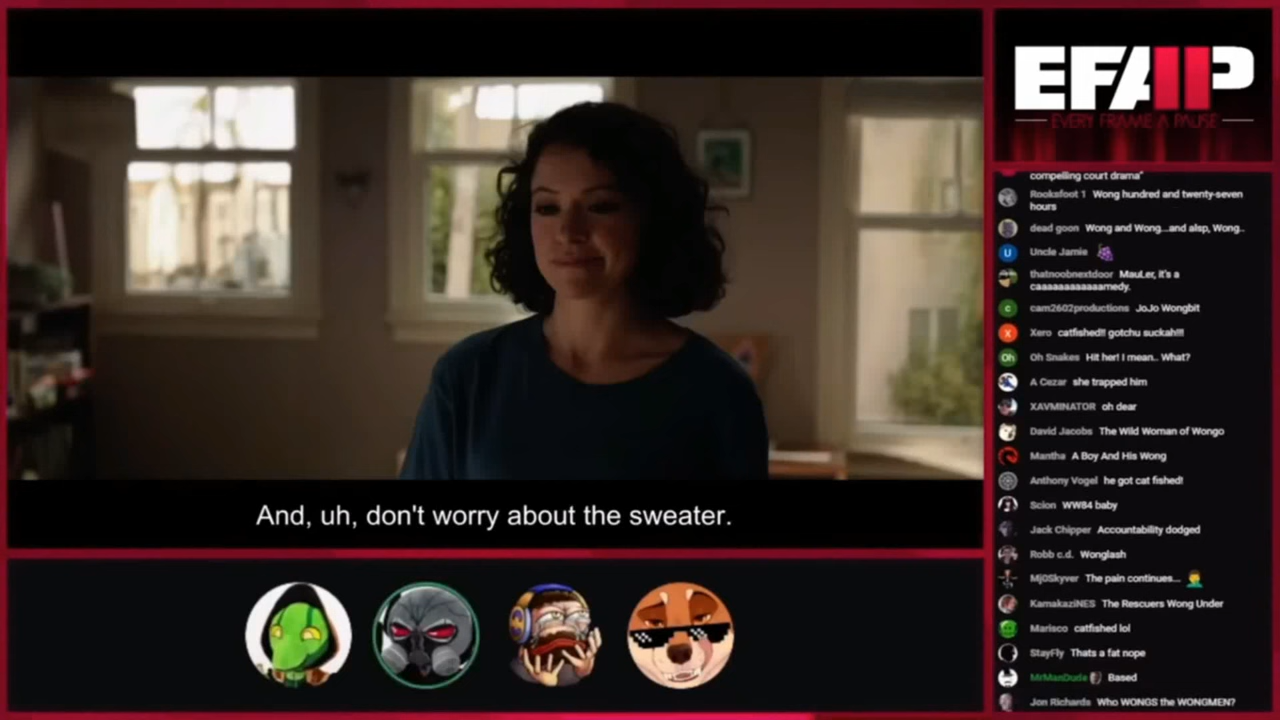 And, uh, don't worry about the sweater.
EFAP
EVERY FRAME A PAUSE
compelling court drama"
Rooksfoot 1 Wong hundred and twenty-seven
hours
dead goon Wong and Wong...and alsp, Wong..
U Uncle Jamie
thatnoobnextdoor MauLer, it's a
caaaaaaaaaaaamedy.
c cam2602productions JoJo Wongbit
X Xero catfished!! gotchu suckah!!!
Oh Oh Snakes Hit her! I mean.. What?
A Cezar she trapped him
XAVMINATOR oh dear
David Jacobs The Wild Woman of Wongo
Mantha A Boy And His Wong
Anthony Vogel he got cat fished!
Scion WW84 baby
Jack Chipper Accountability dodged
Robb c.d. Wonglash
Mj0Skyver The pain continues...
KamakaziNES The Rescuers Wong Under
Marisco catfished lol
StayFly Thats a fat nope
MrManDude Based
Jon Richards Who WONGS the WONGMEN?